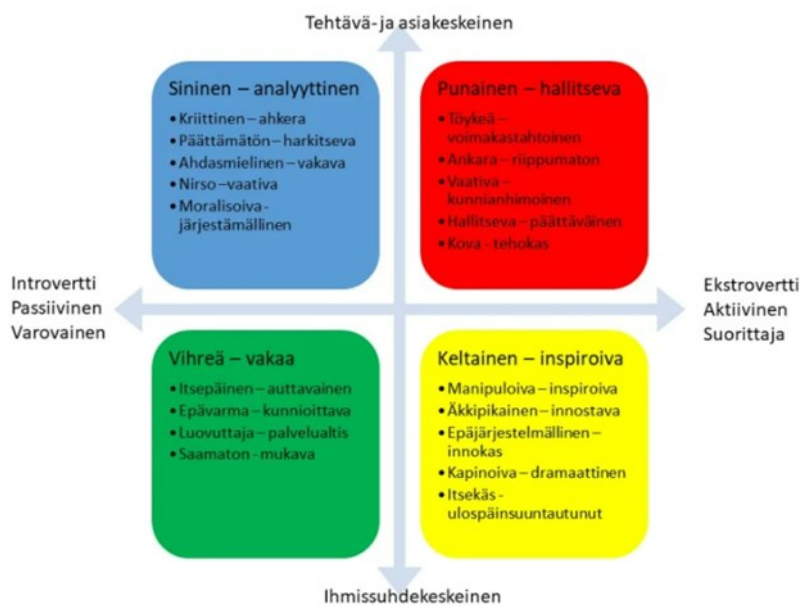 Tehtävä- ja asiakeskeinen
Sininen – analyyttinen
• Kriittinen – ahkera
• Päättämätön – harkitseva
• Ahdasmielinen – vakava
• Nirso –vaativa
• Moralisoiva-
järjestämällinen
Punainen – hallitseva
• Töykeä –
voimakastahtoinen
• Ankara – riippumaton
• Vaativa –
kunnianhimoinen
• Hallitseva – päättäväinen
• Kova - tehokas
Introvertti
Passiivinen
Varovainen
Ekstrovertti
Aktiivinen
Suorittaja
Vihreä – vakaa
• Itsepäinen – auttavainen
• Epävarma – kunnioittava
• Luovuttaja – palvelualtis
• Saamaton - mukava
Keltainen – inspiroiva
• Manipuloiva – inspiroiva
• Äkkipikainen – innostava
• Epäjärjestelmällinen –
innokas
• Kapinoiva – dramaattinen
• Itsekäs -
ulospäinsuuntautunut
Ihmissuhdekeskeinen